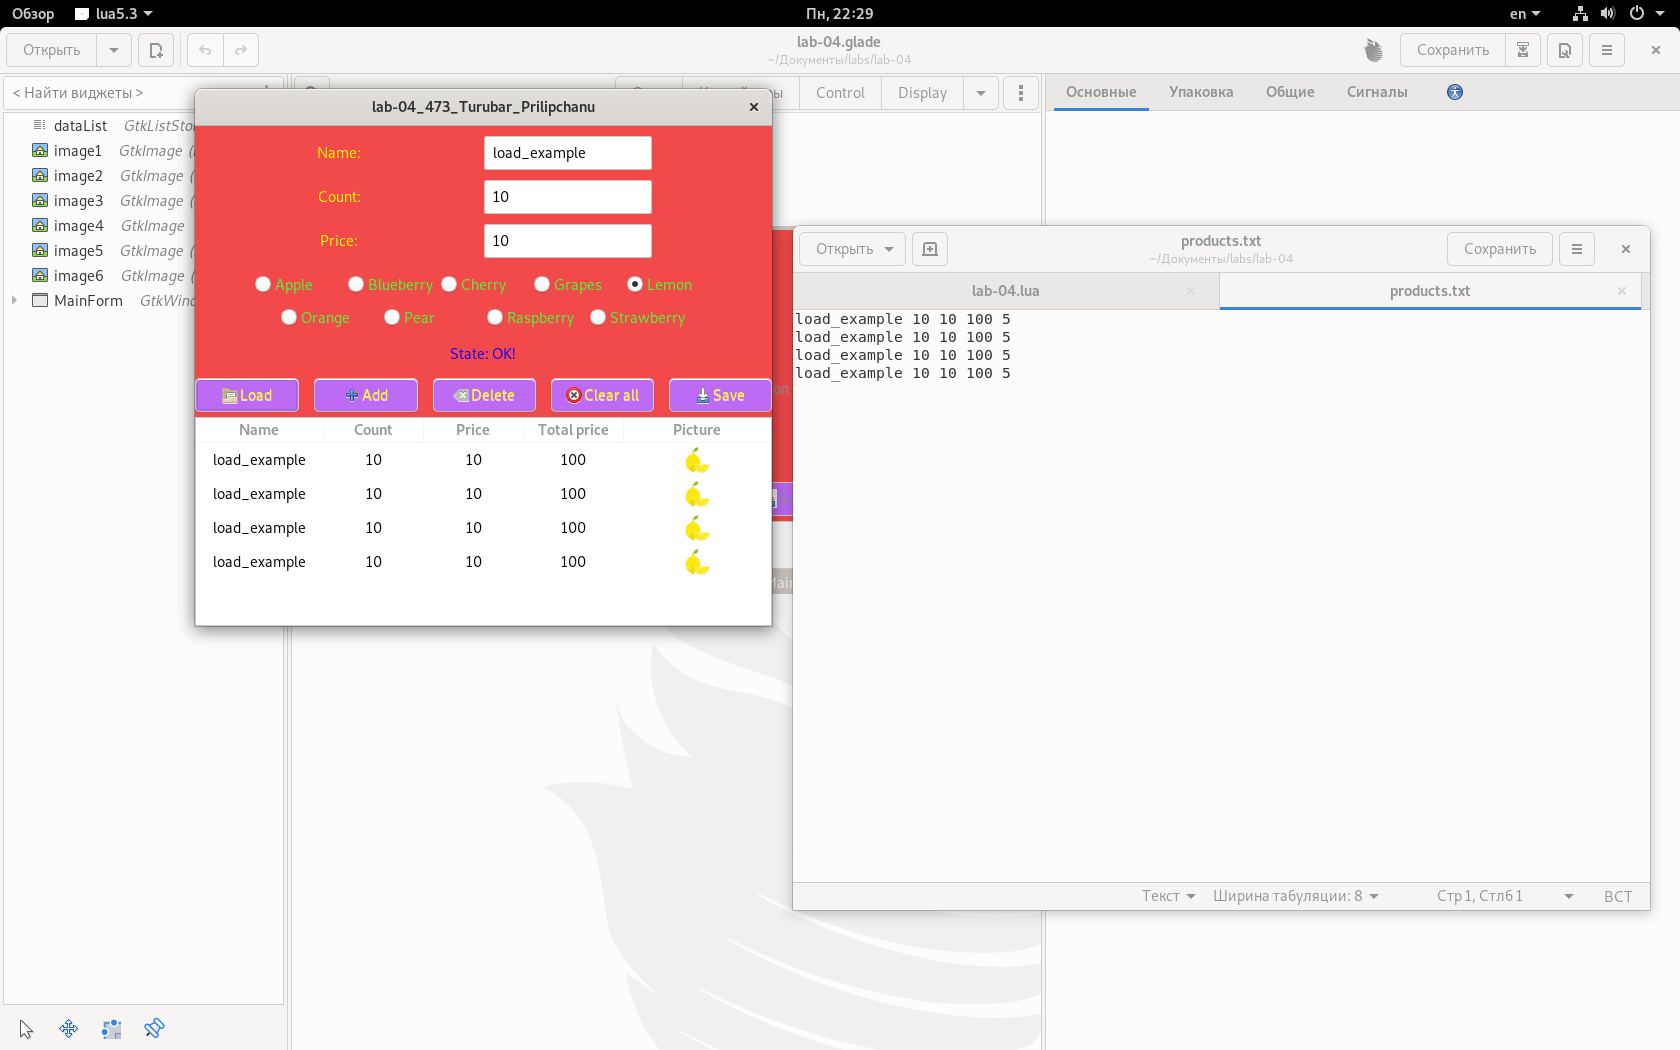 Обзор lua5.3 Пн, 22:29 en
Открыть lab-04.glade Сохранить
~/Документы/labs/lab-04
< Найти виджеты > Control Display Основные Упаковка Общие Сигналы
dataList
image1 GtkImage
image2 GtkImage
image3 GtkImage
image4 GtkImage
image5 GtkImage
image6 GtkImage
MainForm
lab-04_473_Turubar_Prilipchanu
Name: load_example
Count: 10
Price: 10
Apple Blueberry Cherry Grapes Lemon
Orange Pear Raspberry Strawberry
State: OK!
Load Add Delete Clear all Save
Name Count Price Total price Picture
load_example 10 10 100
load_example 10 10 100
load_example 10 10 100
load_example 10 10 100
Открыть products.txt Сохранить
~/Документы/labs/lab-04
lab-04.lua products.txt
load_example 10 10 100 5
load_example 10 10 100 5
load_example 10 10 100 5
load_example 10 10 100 5
Текст Ширина табуляции: 8 Стр 1, Стлб 1 ВСТ